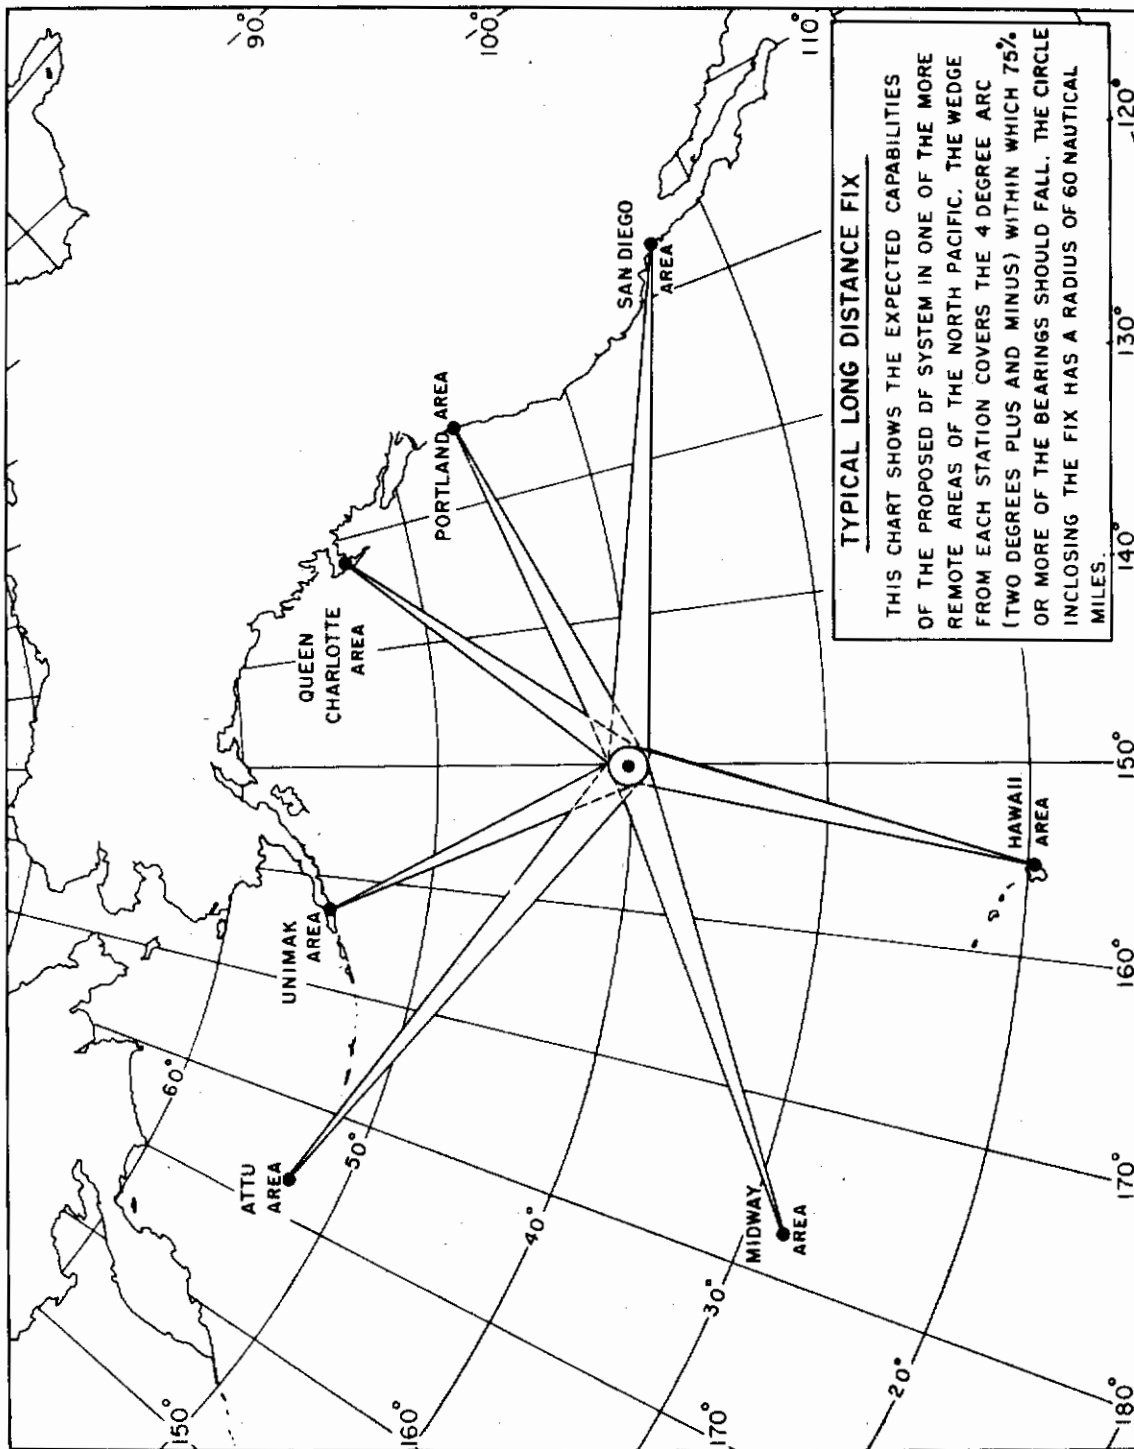 TYPICAL LONG DISTANCE FIX
THIS CHART SHOWS THE EXPECTED CAPABILITIES
OF THE PROPOSED DF SYSTEM IN ONE OF THE MORE
REMOTE AREAS OF THE NORTH PACIFIC. THE WEDGE
FROM EACH STATION COVERS THE 4 DEGREE ARC
(TWO DEGREES PLUS AND MINUS) WITHIN WHICH 75%
OR MORE OF THE BEARINGS SHOULD FALL. THE CIRCLE
INCLOSING THE FIX HAS A RADIUS OF 60 NAUTICAL
MILES.
ATTU
AREA
UNIMAK
AREA
QUEEN
CHARLOTTE
AREA
PORTLAND AREA
SAN DIEGO
AREA
MIDWAY
AREA
HAWAII
AREA
90°
100°
110°
120°
130°
140°
150°
160°
170°
180°
170°
160°
150°
60°
50°
40°
30°
20°